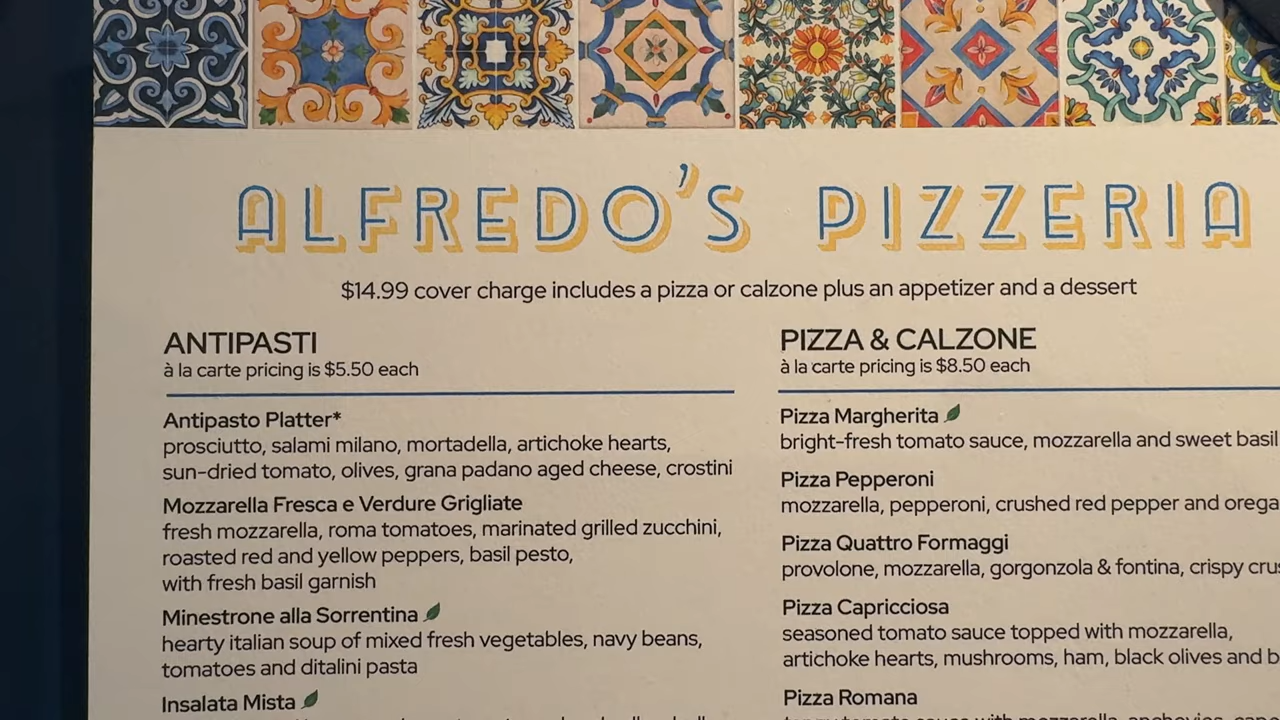 ALFREDO'S PIZZERIA
$14.99 cover charge includes a pizza or calzone plus an appetizer and a dessert
ANTIPASTI
à la carte pricing is $5.50 each
Antipasto Platter*
prosciutto, salami milano, mortadella, artichoke hearts,
sun-dried tomato, olives, grana padano aged cheese, crostini
Mozzarella Fresca e Verdure Grigliate
fresh mozzarella, roma tomatoes, marinated grilled zucchini,
roasted red and yellow peppers, basil pesto,
with fresh basil garnish
Minestrone alla Sorrentina
hearty italian soup of mixed fresh vegetables, navy beans,
tomatoes and ditalini pasta
Insalata Mista
PIZZA & CALZONE
à la carte pricing is $8.50 each
Pizza Margherita
bright-fresh tomato sauce, mozzarella and sweet basil
Pizza Pepperoni
mozzarella, pepperoni, crushed red pepper and
Pizza Quattro Formaggi
provolone, mozzarella, gorgonzola & fontina, crispy
Pizza Capricciosa
seasoned tomato sauce topped with mozzarella,
artichoke hearts, mushrooms, ham, black olives and
Pizza Romana